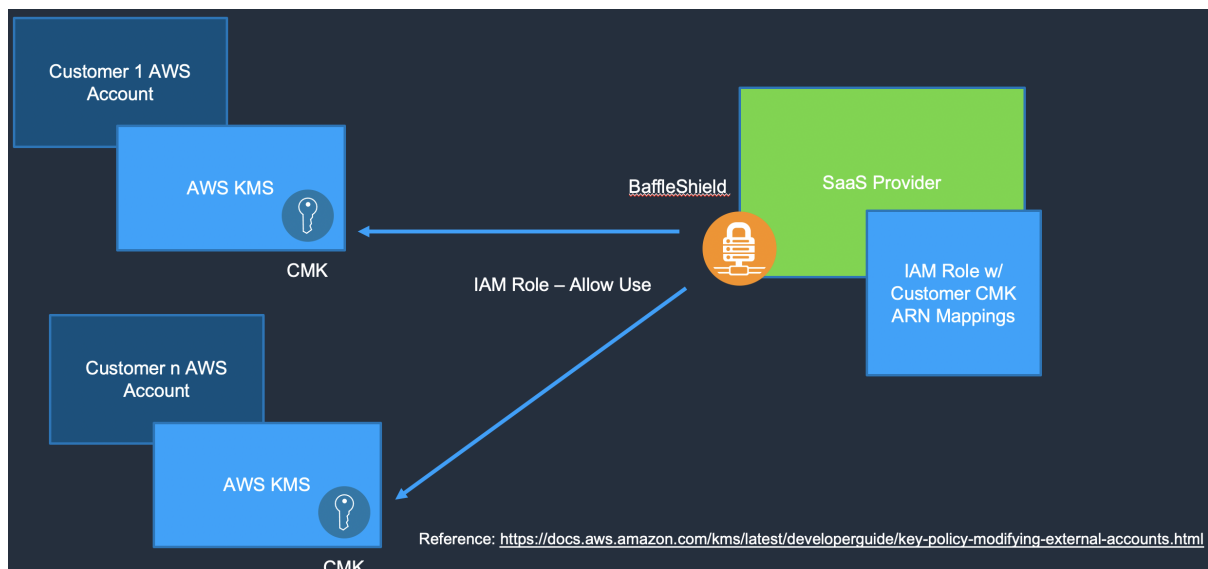 Customer 1 AWS
Account
AWS KMS
CMK
BaffleShield
SaaS Provider
IAM Role w/
Customer CMK
ARN Mappings
IAM Role – Allow Use
Customer n AWS
Account
AWS KMS
CMK
Reference: https://docs.aws.amazon.com/kms/latest/developerguide/key-policy-modifying-external-accounts.html